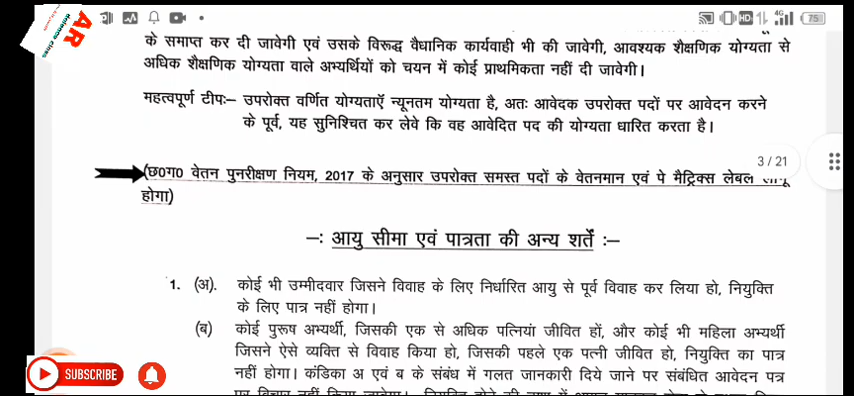 AR
defence classes
HD
4G
75
के समाप्त कर दी जावेगी एवं उसके विरूद्ध वैधानिक कार्यवाही भी की जावेगी, आवश्यक शैक्षणिक योग्यता से
अधिक शैक्षणिक योग्यता वाले अभ्यर्थियों को चयन में कोई प्राथमिकता नहीं दी जावेगी।
महत्वपूर्ण टीपः– उपरोक्त वर्णित योग्यताऍ न्यूनतम योग्यता है, अतः आवेदक उपरोक्त पदों पर आवेदन करने
के पूर्व, यह सुनिश्चित कर लेवे कि वह आवेदित पद की योग्यता धारित करता है।
3 / 21
(छ0ग0 वेतन पुनरीक्षण नियम, 2017 के अनुसार उपरोक्त समस्त पदों के वेतनमान एवं पे मैट्रिक्स लेबल लागू
होगा)
–ः आयु सीमा एवं पात्रता की अन्य शर्तें ः–
1. (अ). कोई भी उम्मीदवार जिसने विवाह के लिए निर्धारित आयु से पूर्व विवाह कर लिया हो, नियुक्ति
के लिए पात्र नहीं होगा।
(ब) कोई पुरूष अभ्यर्थी, जिसकी एक से अधिक पत्नियां जीवित हों, और कोई भी महिला अभ्यर्थी
जिसने ऐसे व्यक्ति से विवाह किया हो, जिसकी पहले एक पत्नी जीवित हो, नियुक्ति का पात्र
नहीं होगा। कंडिका अ एवं ब के संबंध में गलत जानकारी दिये जाने पर संबंधित आवेदन पत्र
SUBSCRIBE